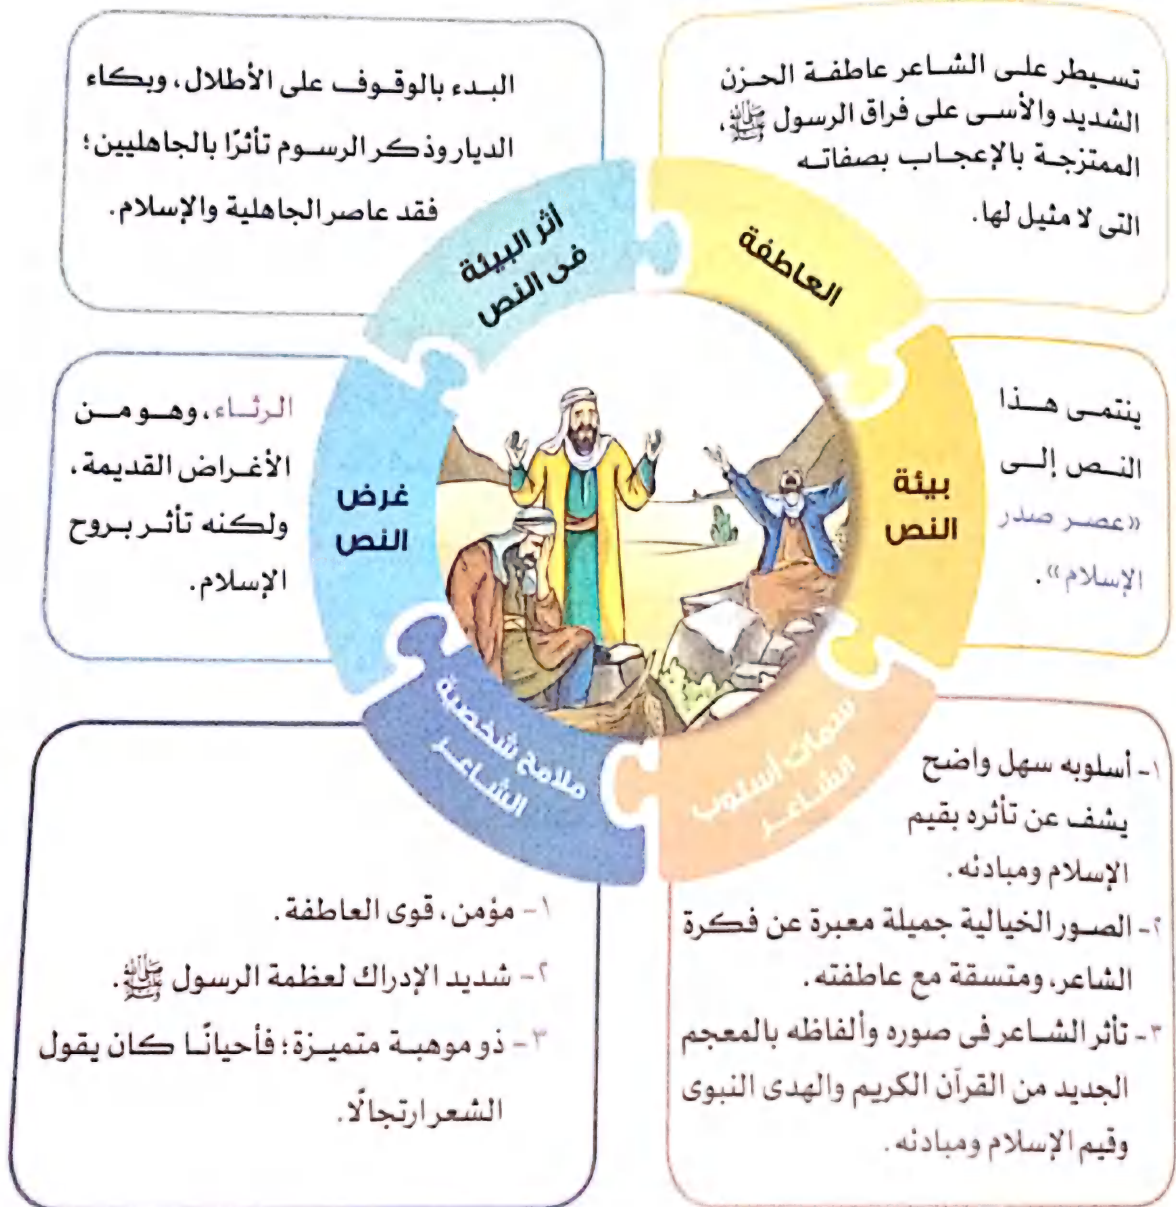 تسيطر على الشاعر عاطفة الحزن
الشديد والأسى على فراق الرسول ﷺ،
الممتزجة بالإعجاب بصفاته
التى لا مثيل لها.
العاطفة
البدء بالوقوف على الأطلال، وبكاء
الديار وذكر الرسوم تأثرًا بالجاهليين؛
فقد عاصر الجاهلية والإسلام.
أثر البيئة
فى النص
ينتمى هذا
النص إلى
«عصر صدر
الإسلام».
بيئة
النص
الرثاء، وهو من
الأغراض القديمة،
ولكنه تأثر بروح
الإسلام.
غرض
النص
سمات أسلوب
الشاعر
١- أسلوبه سهل واضح
يشف عن تأثره بقيم
الإسلام ومبادئه.
٢- الصور الخيالية جميلة معبرة عن فكرة
الشاعر، ومتسقة مع عاطفته.
٣- تأثر الشاعر فى صوره وألفاظه بالمعجم
الجديد من القرآن الكريم والهدى النبوى
وقيم الإسلام ومبادئه.
ملامح شخصية
الشاعر
١- مؤمن، قوى العاطفة.
٢- شديد الإدراك لعظمة الرسول ﷺ.
٣- ذو موهبة متميزة؛ فأحيانًا كان يقول
الشعر ارتجالًا.